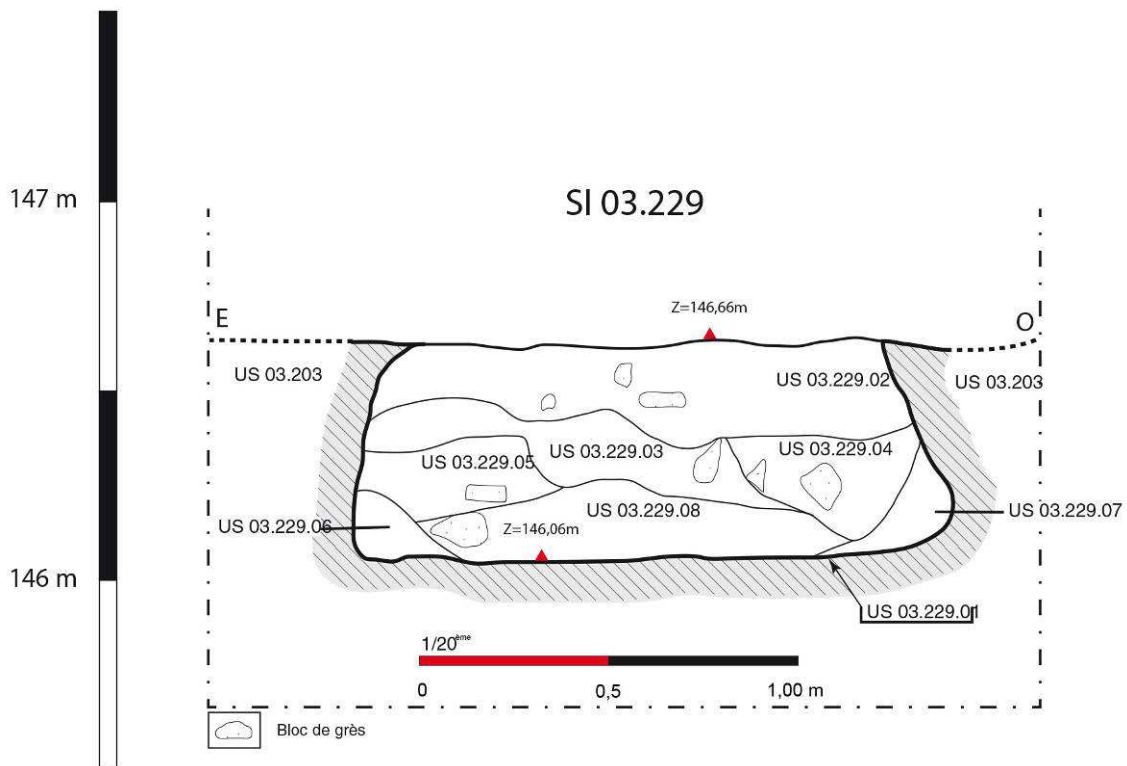 147 m
SI 03.229
Z=146,66m
E
O
US 03.203
US 03.229.02
US 03.203
US 03.229.05
US 03.229.03
US 03.229.04
US 03.229.06
US 03.229.08
US 03.229.07
Z=146,06m
146 m
US 03.229.01
1/20ème
0 0,5 1,00 m
Bloc de grès